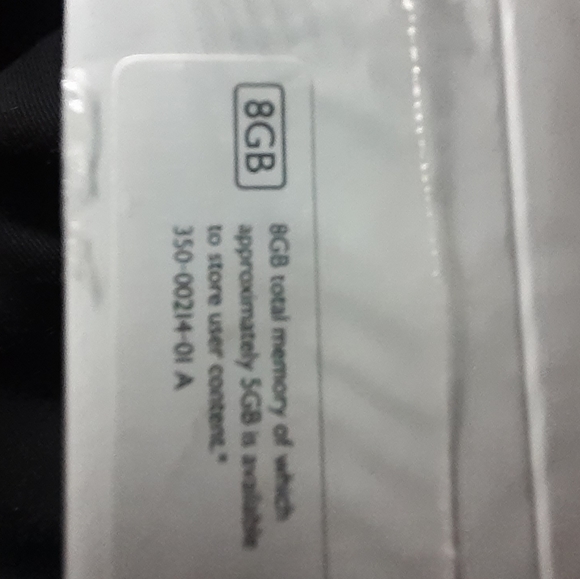 8GB
8GB total memory of which
approximately 5GB is available
to store user content.*
350-00214-01 A